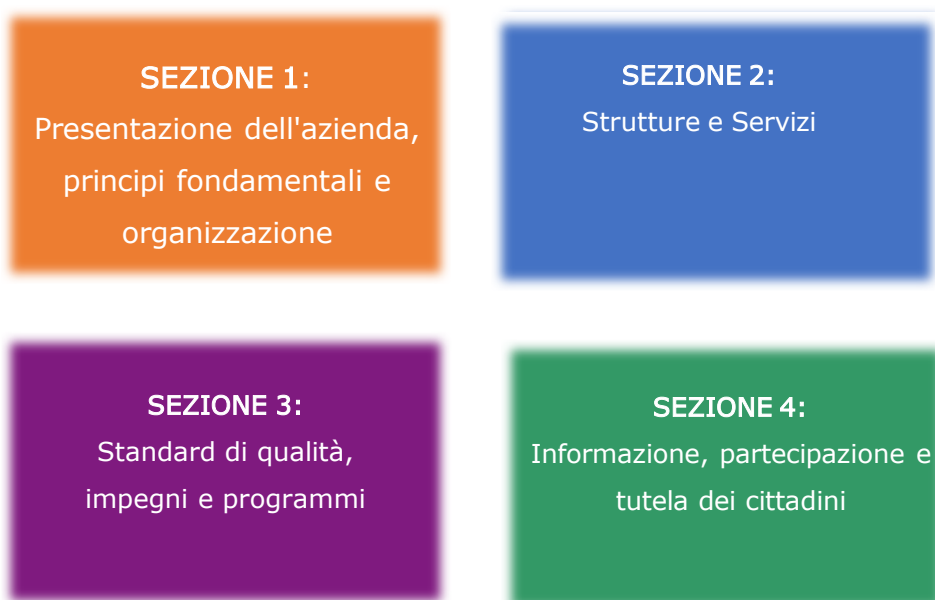 SEZIONE 1:
Presentazione dell'azienda,
principi fondamentali e
organizzazione
SEZIONE 2:
Strutture e Servizi
SEZIONE 3:
Standard di qualità,
impegni e programmi
SEZIONE 4:
Informazione, partecipazione e
tutela dei cittadini